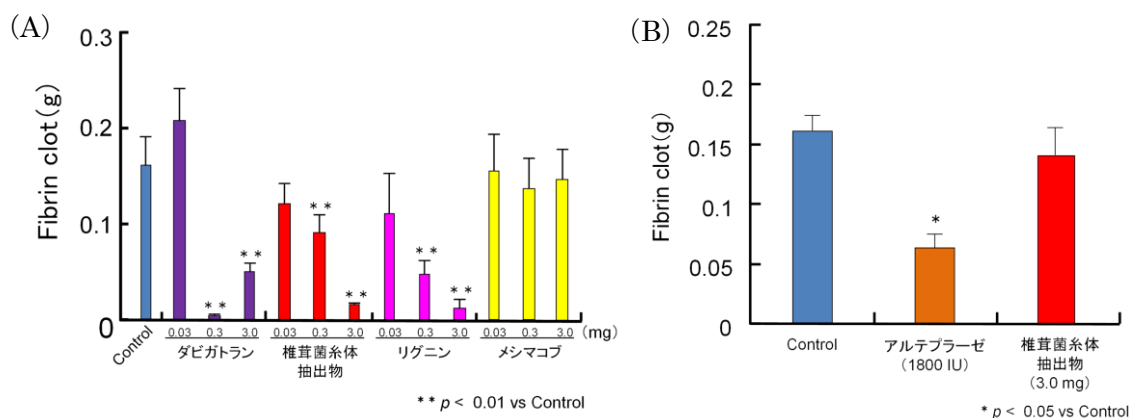 (A)
0.3
0.2
0.1
0
Fibrin clot(g)
** ** ** ** ** **
Control
0.03 0.3 3.0 0.03 0.3 3.0 0.03 0.3 3.0 0.03 0.3 3.0 (mg)
ダビガトラン 椎茸菌糸体 リグニン メシマコブ
抽出物
** p < 0.01 vs Control
(B)
0.25
0.2
0.15
0.1
0.05
0
Fibrin clot(g)
*
Control アルテプラーゼ 椎茸菌糸体
(1800 IU) 抽出物
(3.0 mg)
* p < 0.05 vs Control